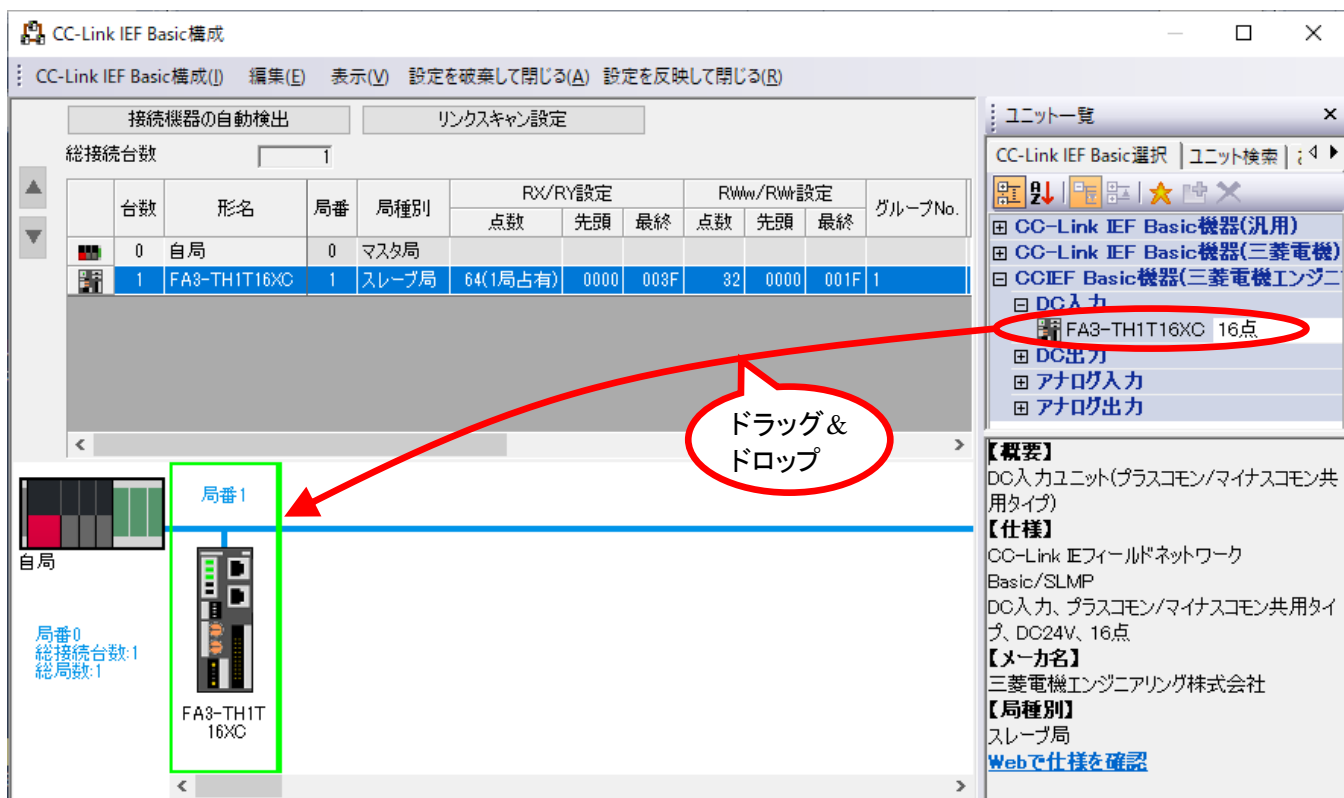 CC-Link IEF Basic構成
CC-Link IEF Basic構成(I) 編集(E) 表示(V) 設定を破棄して閉じる(A) 設定を反映して閉じる(R)
接続機器の自動検出 リンクスキャン設定
総接続台数 1
台数 形名 局番 局種別 RX/RY設定 RWw/RWr設定 グループNo.
点数 先頭 最終 点数 先頭 最終
0 自局 0 マスタ局
1 FA3-TH1T16XC 1 スレーブ局 64(1局占有) 0000 003F 32 0000 001F 1
ドラッグ&
ドロップ
局番1
自局
局番0
総接続台数:1
総局数:1
FA3-TH1T
16XC
ユニット一覧
CC-Link IEF Basic選択 ユニット検索
CC-Link IEF Basic機器(汎用)
CC-Link IEF Basic機器(三菱電機)
CCIEF Basic機器(三菱電機エンジニ
DC入力
FA3-TH1T16XC 16点
DC出力
アナログ入力
アナログ出力
【概要】
DC入力ユニット(プラスコモン/マイナスコモン共
用タイプ)
【仕様】
CC-Link IEフィールドネットワーク
Basic/SLMP
DC入力、プラスコモン/マイナスコモン共用タイ
プ、DC24V、16点
【メーカ名】
三菱電機エンジニアリング株式会社
【局種別】
スレーブ局
Webで仕様を確認